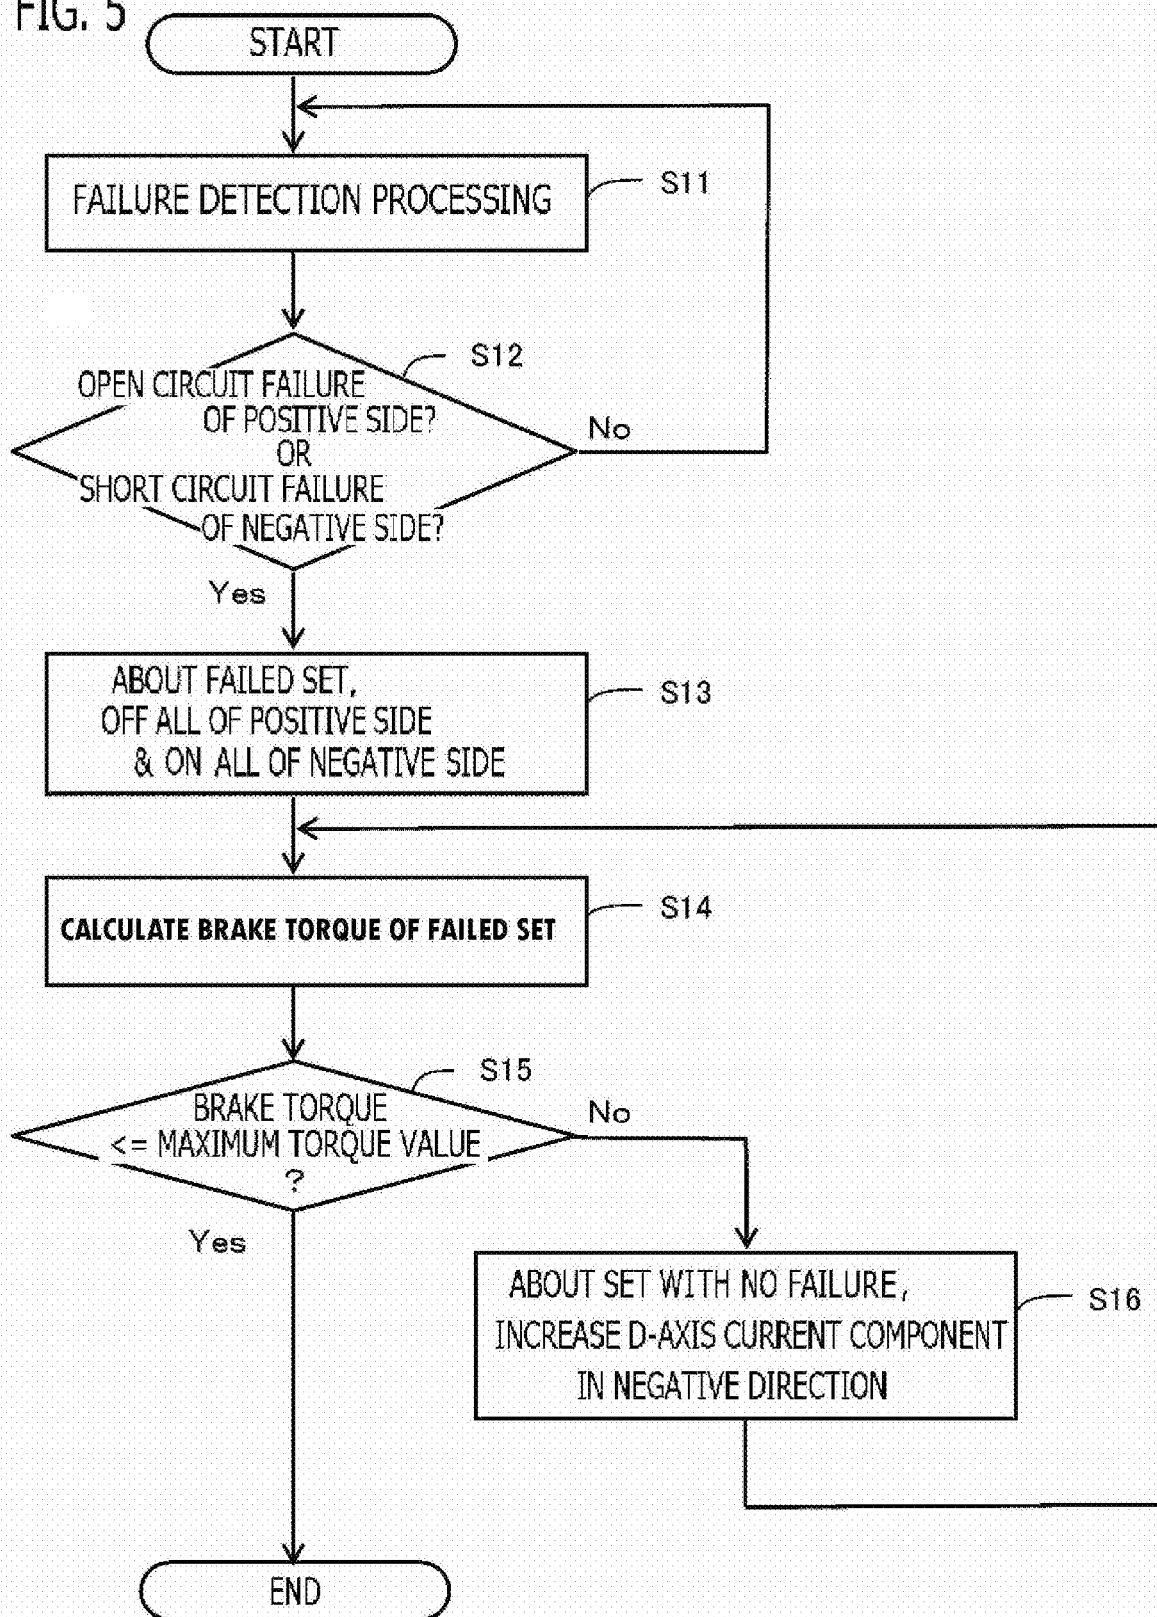 FIG. 5
START
FAILURE DETECTION PROCESSING
S11
S12
OPEN CIRCUIT FAILURE
OF POSITIVE SIDE?
OR
SHORT CIRCUIT FAILURE
OF NEGATIVE SIDE?
No
Yes
ABOUT FAILED SET,
OFF ALL OF POSITIVE SIDE
& ON ALL OF NEGATIVE SIDE
S13
CALCULATE BRAKE TORQUE OF FAILED SET
S14
S15
BRAKE TORQUE
<= MAXIMUM TORQUE VALUE
?
No
Yes
ABOUT SET WITH NO FAILURE,
INCREASE D-AXIS CURRENT COMPONENT
IN NEGATIVE DIRECTION
S16
END